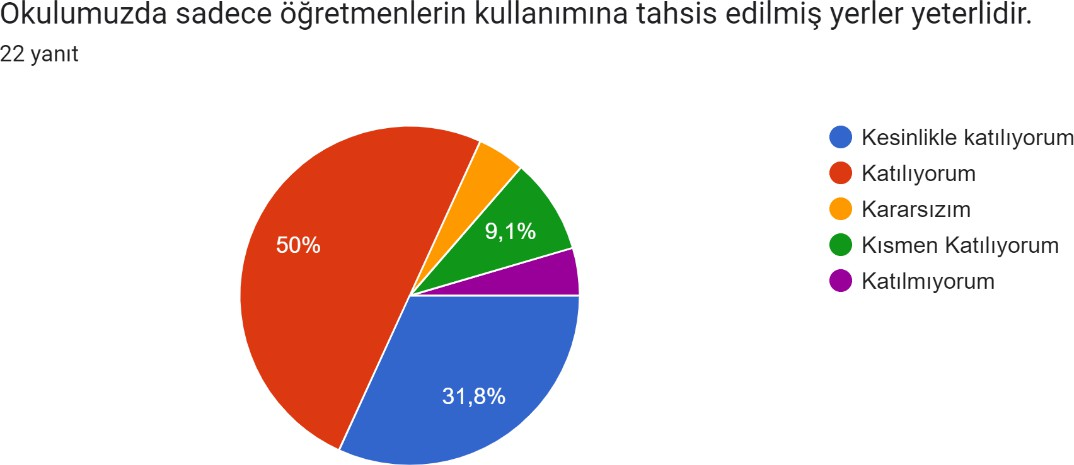 Okulumuzda sadece öğretmenlerin kullanımına tahsis edilmiş yerler yeterlidir.
22 yanıt
Kesinlikle katılıyorum
Katılıyorum
Kararsızım
Kısmen Katılıyorum
Katılmıyorum
50%
9,1%
31,8%